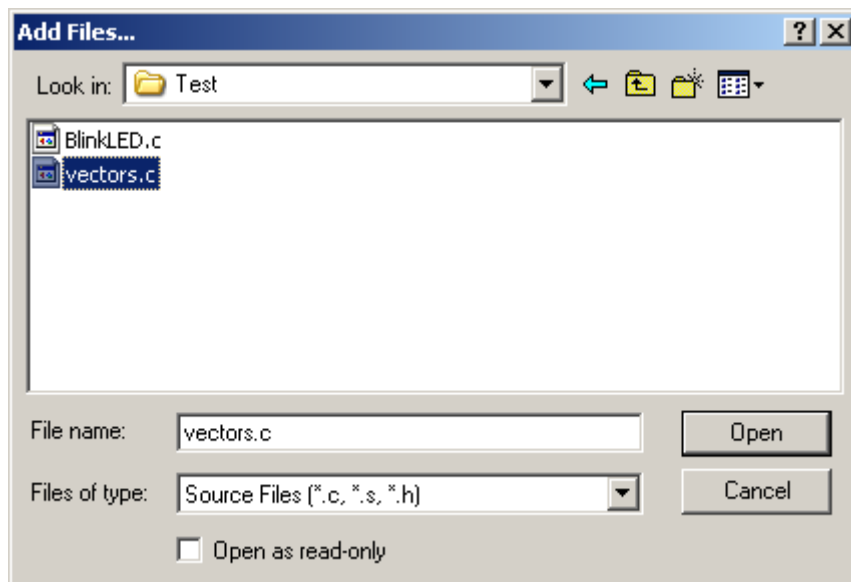 Add Files...
Look in: Test
BlinkLED.c
vectors.c
File name: vectors.c Open
Files of type: Source Files (*.c, *.s, *.h) Cancel
Open as read-only